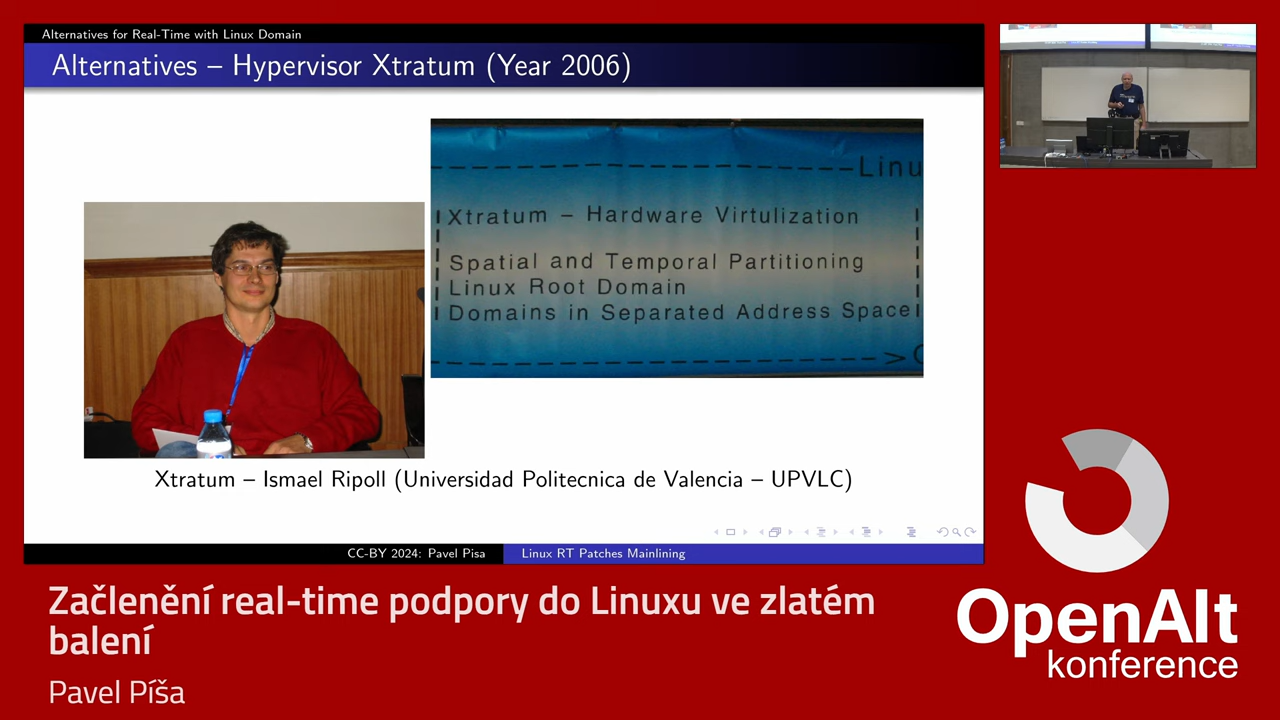 Alternatives for Real-Time with Linux Domain
Alternatives – Hypervisor Xtratum (Year 2006)
Linu
Xtratum – Hardware Virtulization
Spatial and Temporal Partitioning
Linux Root Domain
Domains in Separated Address Space
Xtratum – Ismael Ripoll (Universidad Politecnica de Valencia – UPVLC)
CC-BY 2024: Pavel Pisa
Linux RT Patches Mainlining
Začlenění real-time podpory do Linuxu ve zlatém
balení
Pavel Píša
OpenAlt
konference